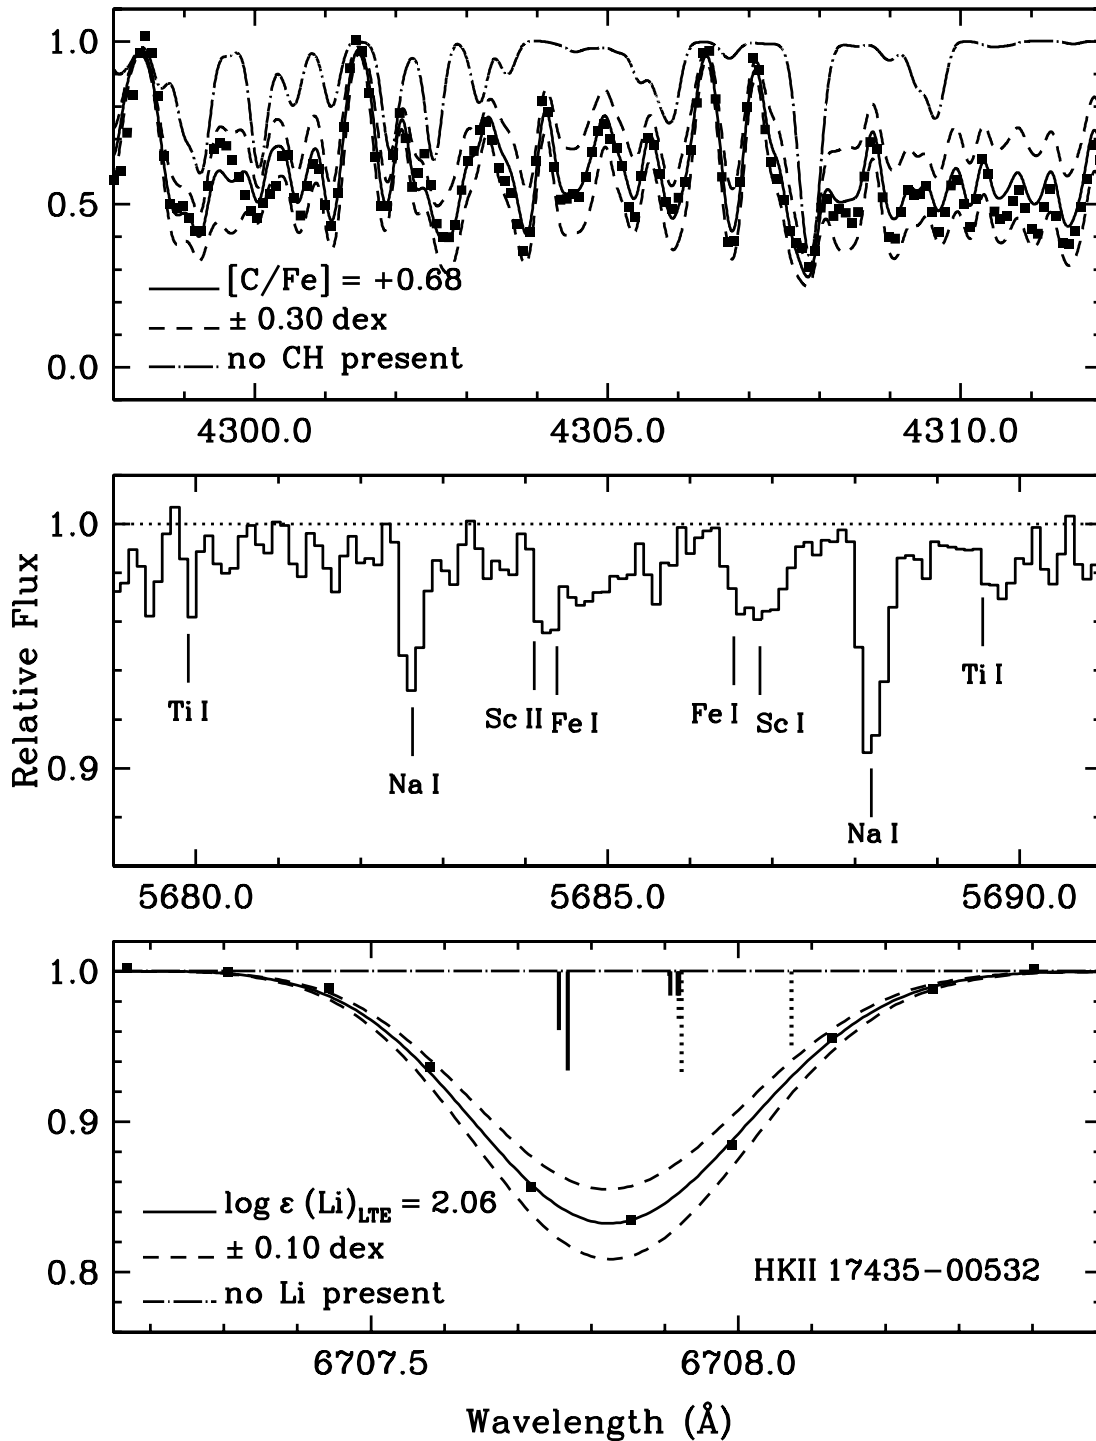 1.0
0.5
0.0
[C/Fe] = +0.68
± 0.30 dex
no CH present
4300.0 4305.0 4310.0
Relative Flux
1.0
0.9
Ti I
Na I
Sc II
Fe I
Fe I
Sc I
Na I
Ti I
5680.0 5685.0 5690.0
1.0
0.9
0.8
log ε (Li)LTE = 2.06
± 0.10 dex
no Li present
HKII 17435−00532
6707.5 6708.0
Wavelength (Å)